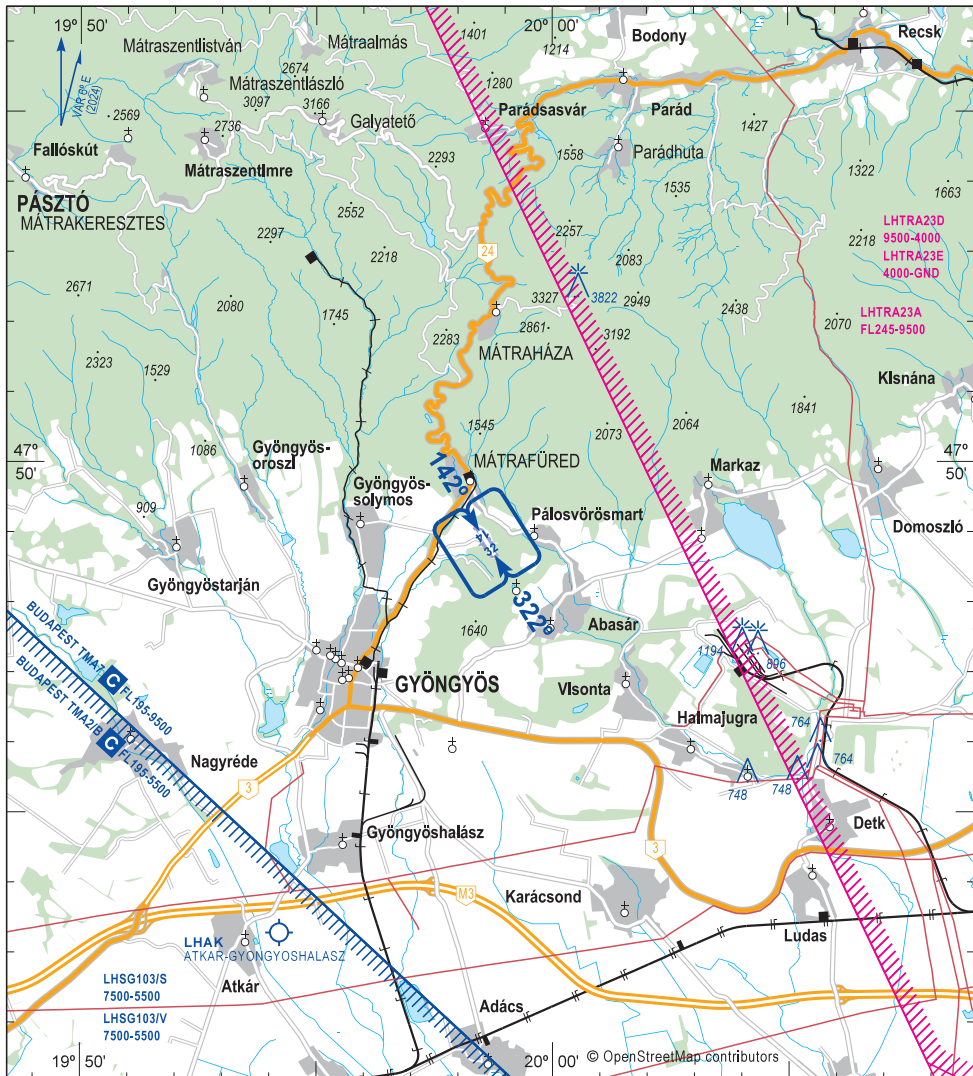 19° 50'
20° 00'
VAR 6° E
(2024)
Mátraszentistván
Mátraalmás
1401
1214
Bodony
Recsk
2674
Mátraszentlászló
3097
3166
1280
Parádsasvár
Parád
2569
2736
Galyatető
1427
Fallóskút
Mátraszentimre
2293
1558
Parádhuta
1322
1535
1663
PÁSZTÓ
MÁTRAKERESZTES
2552
2297
2218
24
2257
2083
LHTRA23D
9500-4000
LHTRA23E
4000-GND
2218
2671
2080
1745
3327
3822
2949
2438
2070
LHTRA23A
FL245-9500
2283
2861
3192
MÁTRAHÁZA
2323
1529
Kisnána
1841
1545
2073
2064
47°
50'
1086
Gyöngyös-
oroszi
MÁTRAFÜRED
Markaz
47°
50'
142°
Gyöngyös-
solymos
909
Pálosvörösmart
Domoszló
Gyöngyöstarján
322°
Abasár
1640
BUDAPEST TMA7 C FL195-9500
BUDAPEST TMA2/B C FL195-5500
1194
896
GYÖNGYÖS
Visonta
Halmajugra
764
764
Nagyréde
748
748
3
Gyöngyöshalász
Detk
3
M3
Karácsond
LHAK
ATKAR-GYONGYOSHALASZ
Ludas
Atkár
LHSG103/S
7500-5500
LHSG103/V
7500-5500
Adács
19° 50'
20° 00'
© OpenStreetMap contributors